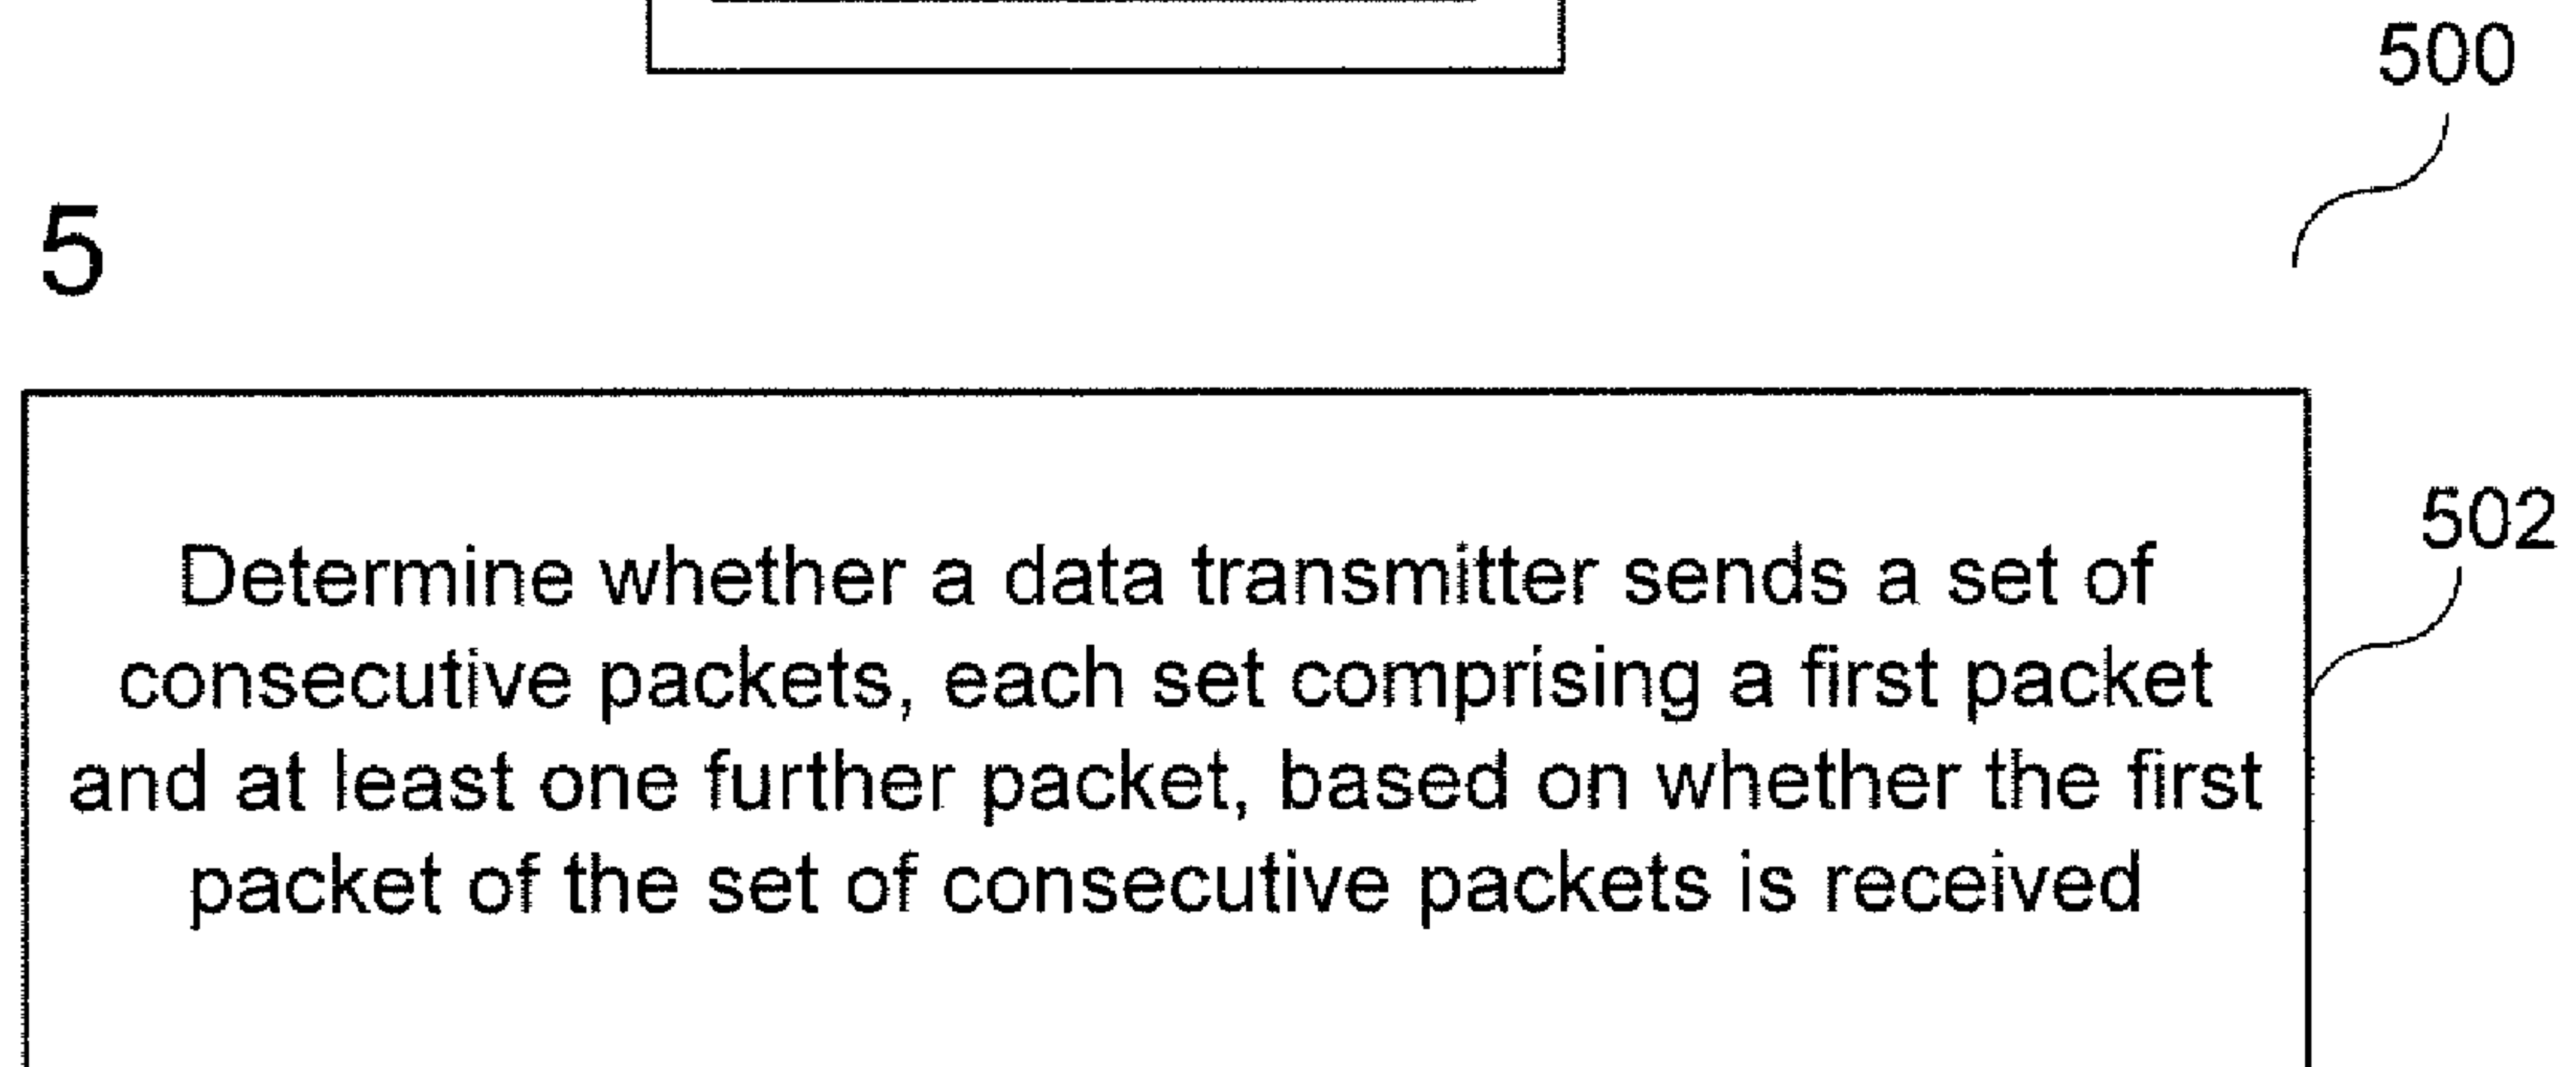 500
5
502
Determine whether a data transmitter sends a set of
consecutive packets, each set comprising a first packet
and at least one further packet, based on whether the first
packet of the set of consecutive packets is received